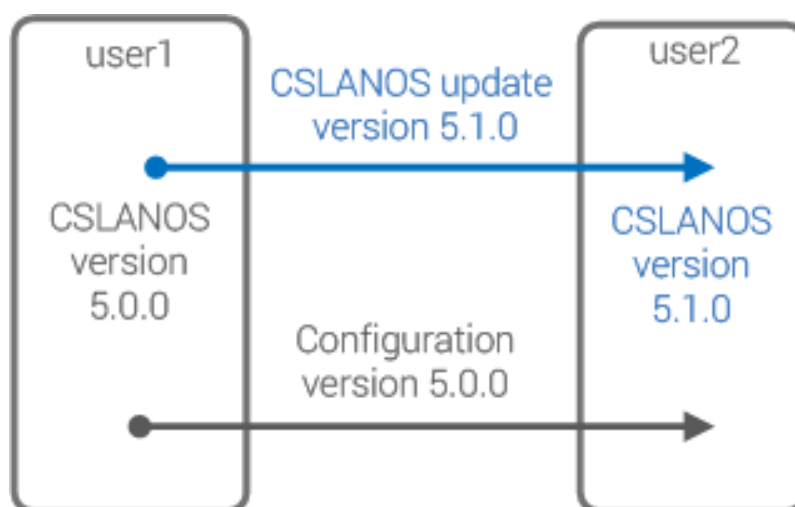 user1
user2
CSLANOS update
version 5.1.0
CSLANOS
version
5.0.0
CSLANOS
version
5.1.0
Configuration
version 5.0.0